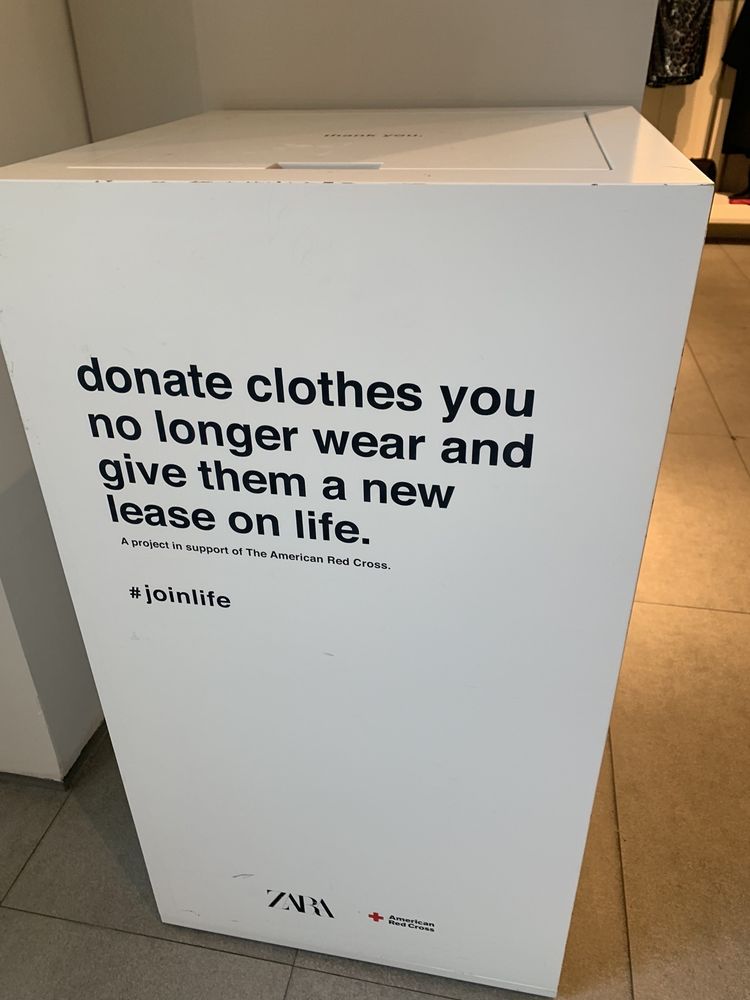 thank you.
donate clothes you
no longer wear and
give them a new
lease on life.
A project in support of The American Red Cross.
#joinlife
ZARA
American
Red Cross